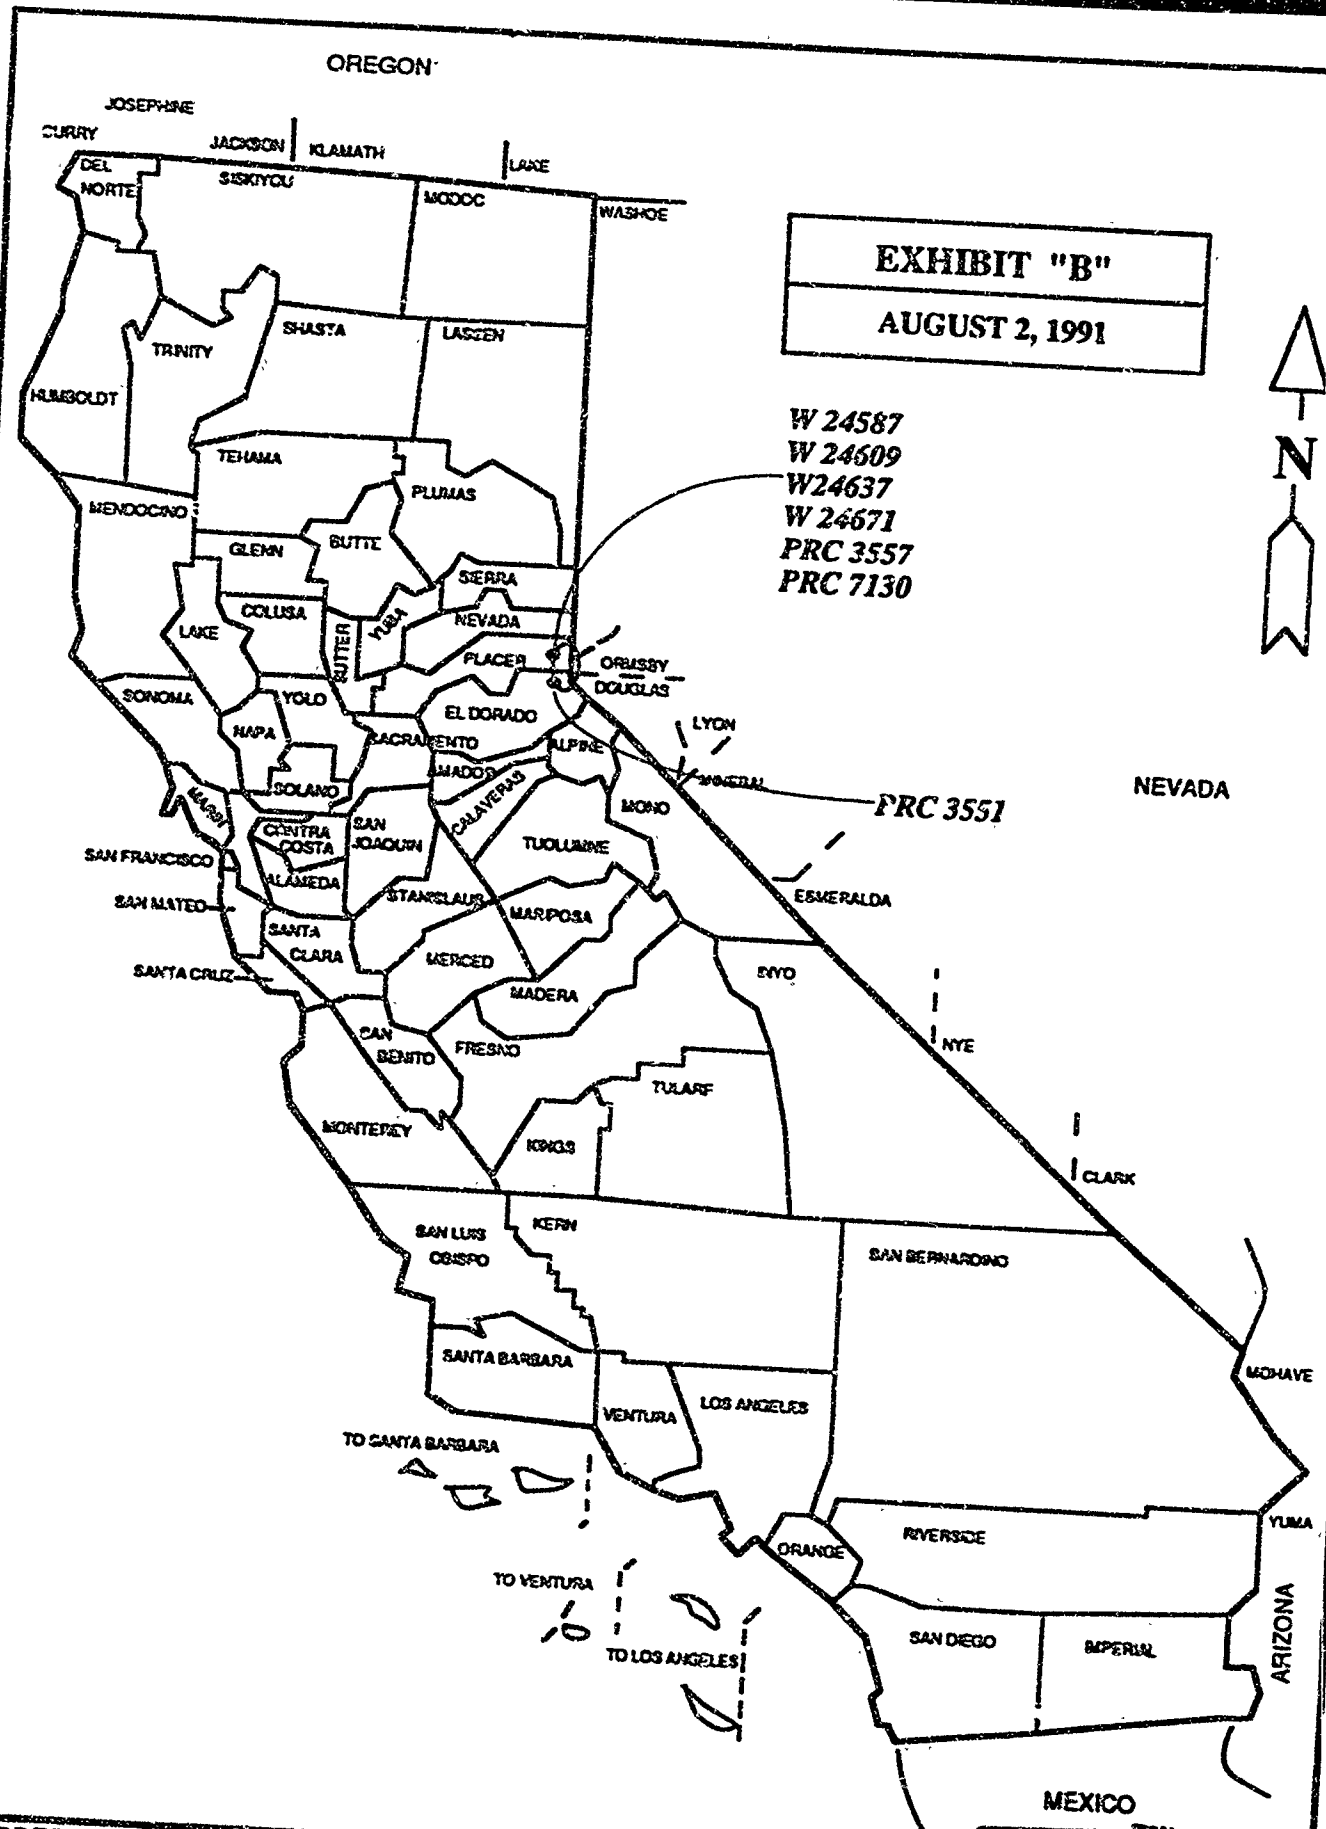 OREGON
JOSEPHINE
CURRY
JACKSON
KLAMATH
LAKE
DEL
NORTE
SISKIYOU
MODOC
WASHOE
EXHIBIT "B"
AUGUST 2, 1991
SHASTA
LASSEN
TRINITY
HUMBOLDT
W 24587
W 24609
W24637
W 24671
PRC 3557
PRC 7130
N
TEHAMA
PLUMAS
MENDOCINO
GLENN
BUTTE
SIERRA
COLUSA
YUBA
NEVADA
LAKE
SUTTER
PLACER
ORMSBY
DOUGLAS
SONOMA
YOLO
NAPA
EL DORADO
SACRAMENTO
ALPINE
LYON
AMADOR
MINERAL
NEVADA
SOLANO
CALAVERAS
MONO
PRC 3551
MARIN
CONTRA
COSTA
SAN
JOAQUIN
TUOLUMNE
SAN FRANCISCO
ALAMEDA
STANISLAUS
ESMERALDA
SAN MATEO
MARIPOSA
SANTA
CLARA
MERCED
SANTA CRUZ
INYO
MADERA
SAN
BENITO
FRESNO
NYE
TULARE
MONTEREY
KINGS
CLARK
SAN LUIS
OBISPO
KERN
SAN BERNARDINO
SANTA BARBARA
MOHAVE
VENTURA
LOS ANGELES
TO SANTA BARBARA
YUMA
ORANGE
RIVERSIDE
TO VENTURA
SAN DIEGO
IMPERIAL
ARIZONA
TO LOS ANGELES
MEXICO